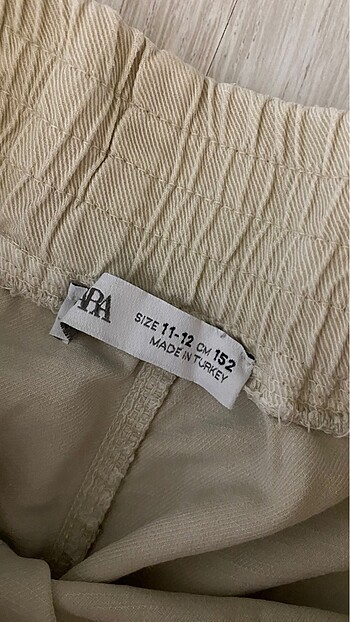 SIZE 11-12 CM 152
MADE IN TURKEY